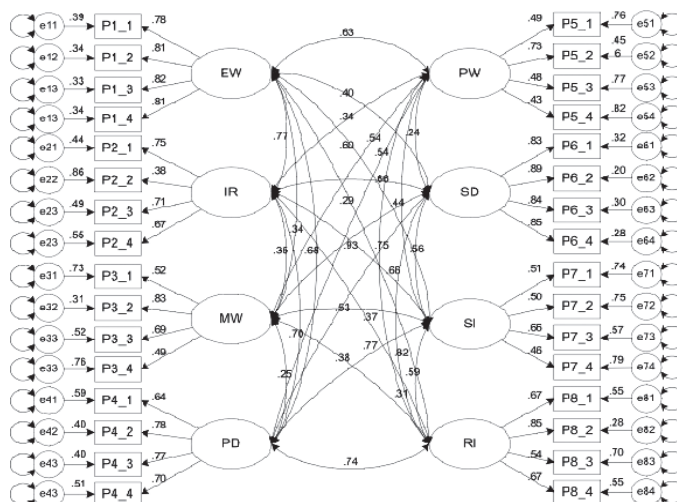 e11 .39 P1_1 .78
e12 .34 P1_2 .81
e13 .33 P1_3 .82
e13 .34 P1_4 .81
EW
e21 .44 P2_1 .75
e22 .86 P2_2 .38
e23 .49 P2_3 .71
e23 .56 P2_4 .67
IR
e31 .73 P3_1 .52
e32 .31 P3_2 .83
e33 .52 P3_3 .69
e33 .76 P3_4 .49
MW
e41 .59 P4_1 .64
e42 .40 P4_2 .78
e43 .40 P4_3 .77
e43 .51 P4_4 .70
PD
.63
.40
.34
.77
.60
.54
.54
.24
.66
.29
.44
.34
.35
.68
.93
.75
.56
.68
.53
.37
.70
.77
.38
.82
.59
.25
.31
.74
PW
.49 P5_1 .76 e51
.73 P5_2 .45 e52
6
.48 P5_3 .77 e53
.43 P5_4 .82 e54
SD
.83 P6_1 .32 e61
.89 P6_2 .20 e62
.84 P6_3 .30 e63
.85 P6_4 .28 e64
SI
.51 P7_1 .74 e71
.50 P7_2 .75 e72
.66 P7_3 .57 e73
.46 P7_4 .79 e74
RI
.67 P8_1 .55 e81
.85 P8_2 .28 e82
.54 P8_3 .70 e83
.67 P8_4 .55 e84